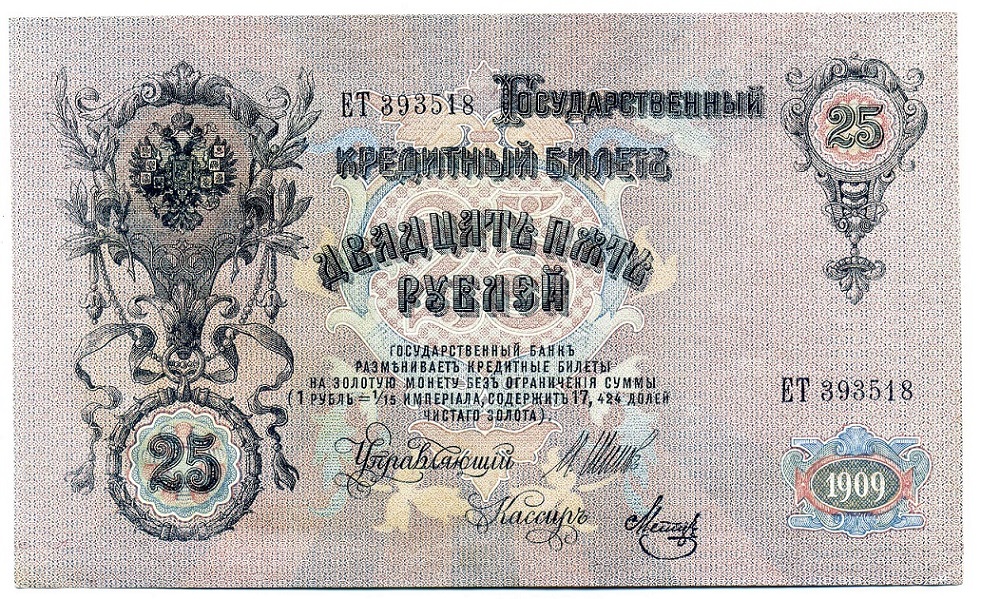 25
ЕТ 393518 Государственный
кредитный билетъ
двадцать пять
рублей
ГОСУДАРСТВЕННЫЙ БАНКЪ
РАЗМѢНИВАЕТЪ КРЕДИТНЫЕ БИЛЕТЫ
НА ЗОЛОТУЮ МОНЕТУ БЕЗЪ ОГРАНИЧЕНІЯ СУММЫ
(1 РУБЛЬ = 1/15 ИМПЕРІАЛА, СОДЕРЖИТЪ 17,424 ДОЛЕЙ
ЧИСТАГО ЗОЛОТА).
ЕТ 393518
25
Управляющій
Кассиръ
1909